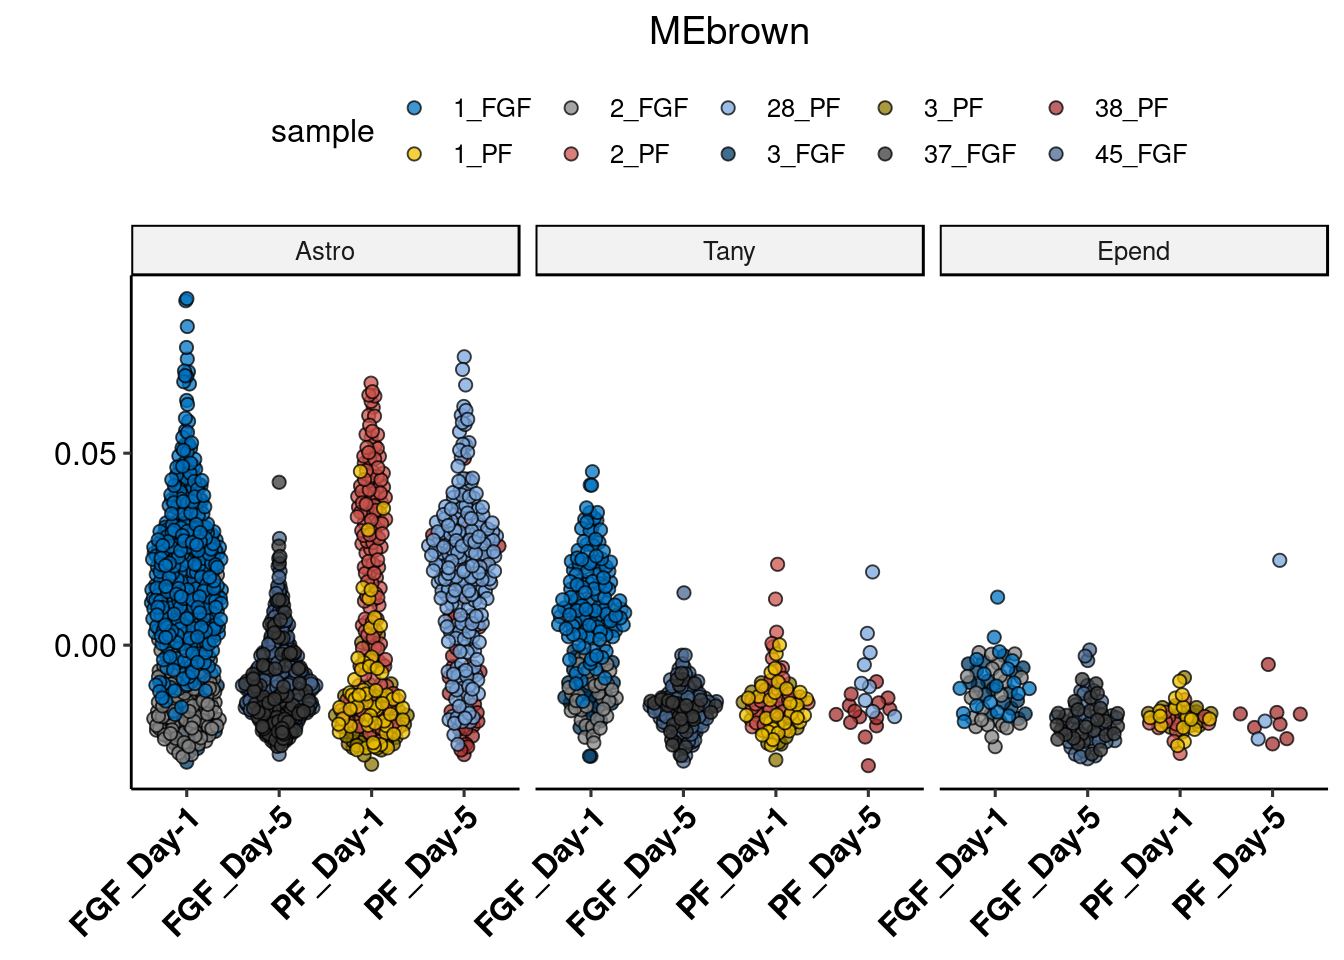 MEbrown
sample 1_FGF 2_FGF 28_PF 3_PF 38_PF
1_PF 2_PF 3_FGF 37_FGF 45_FGF
Astro Tany Epend
0.05
0.00
FGF_Day-1 FGF_Day-5 PF_Day-1 PF_Day-5 FGF_Day-1 FGF_Day-5 PF_Day-1 PF_Day-5 FGF_Day-1 FGF_Day-5 PF_Day-1 PF_Day-5